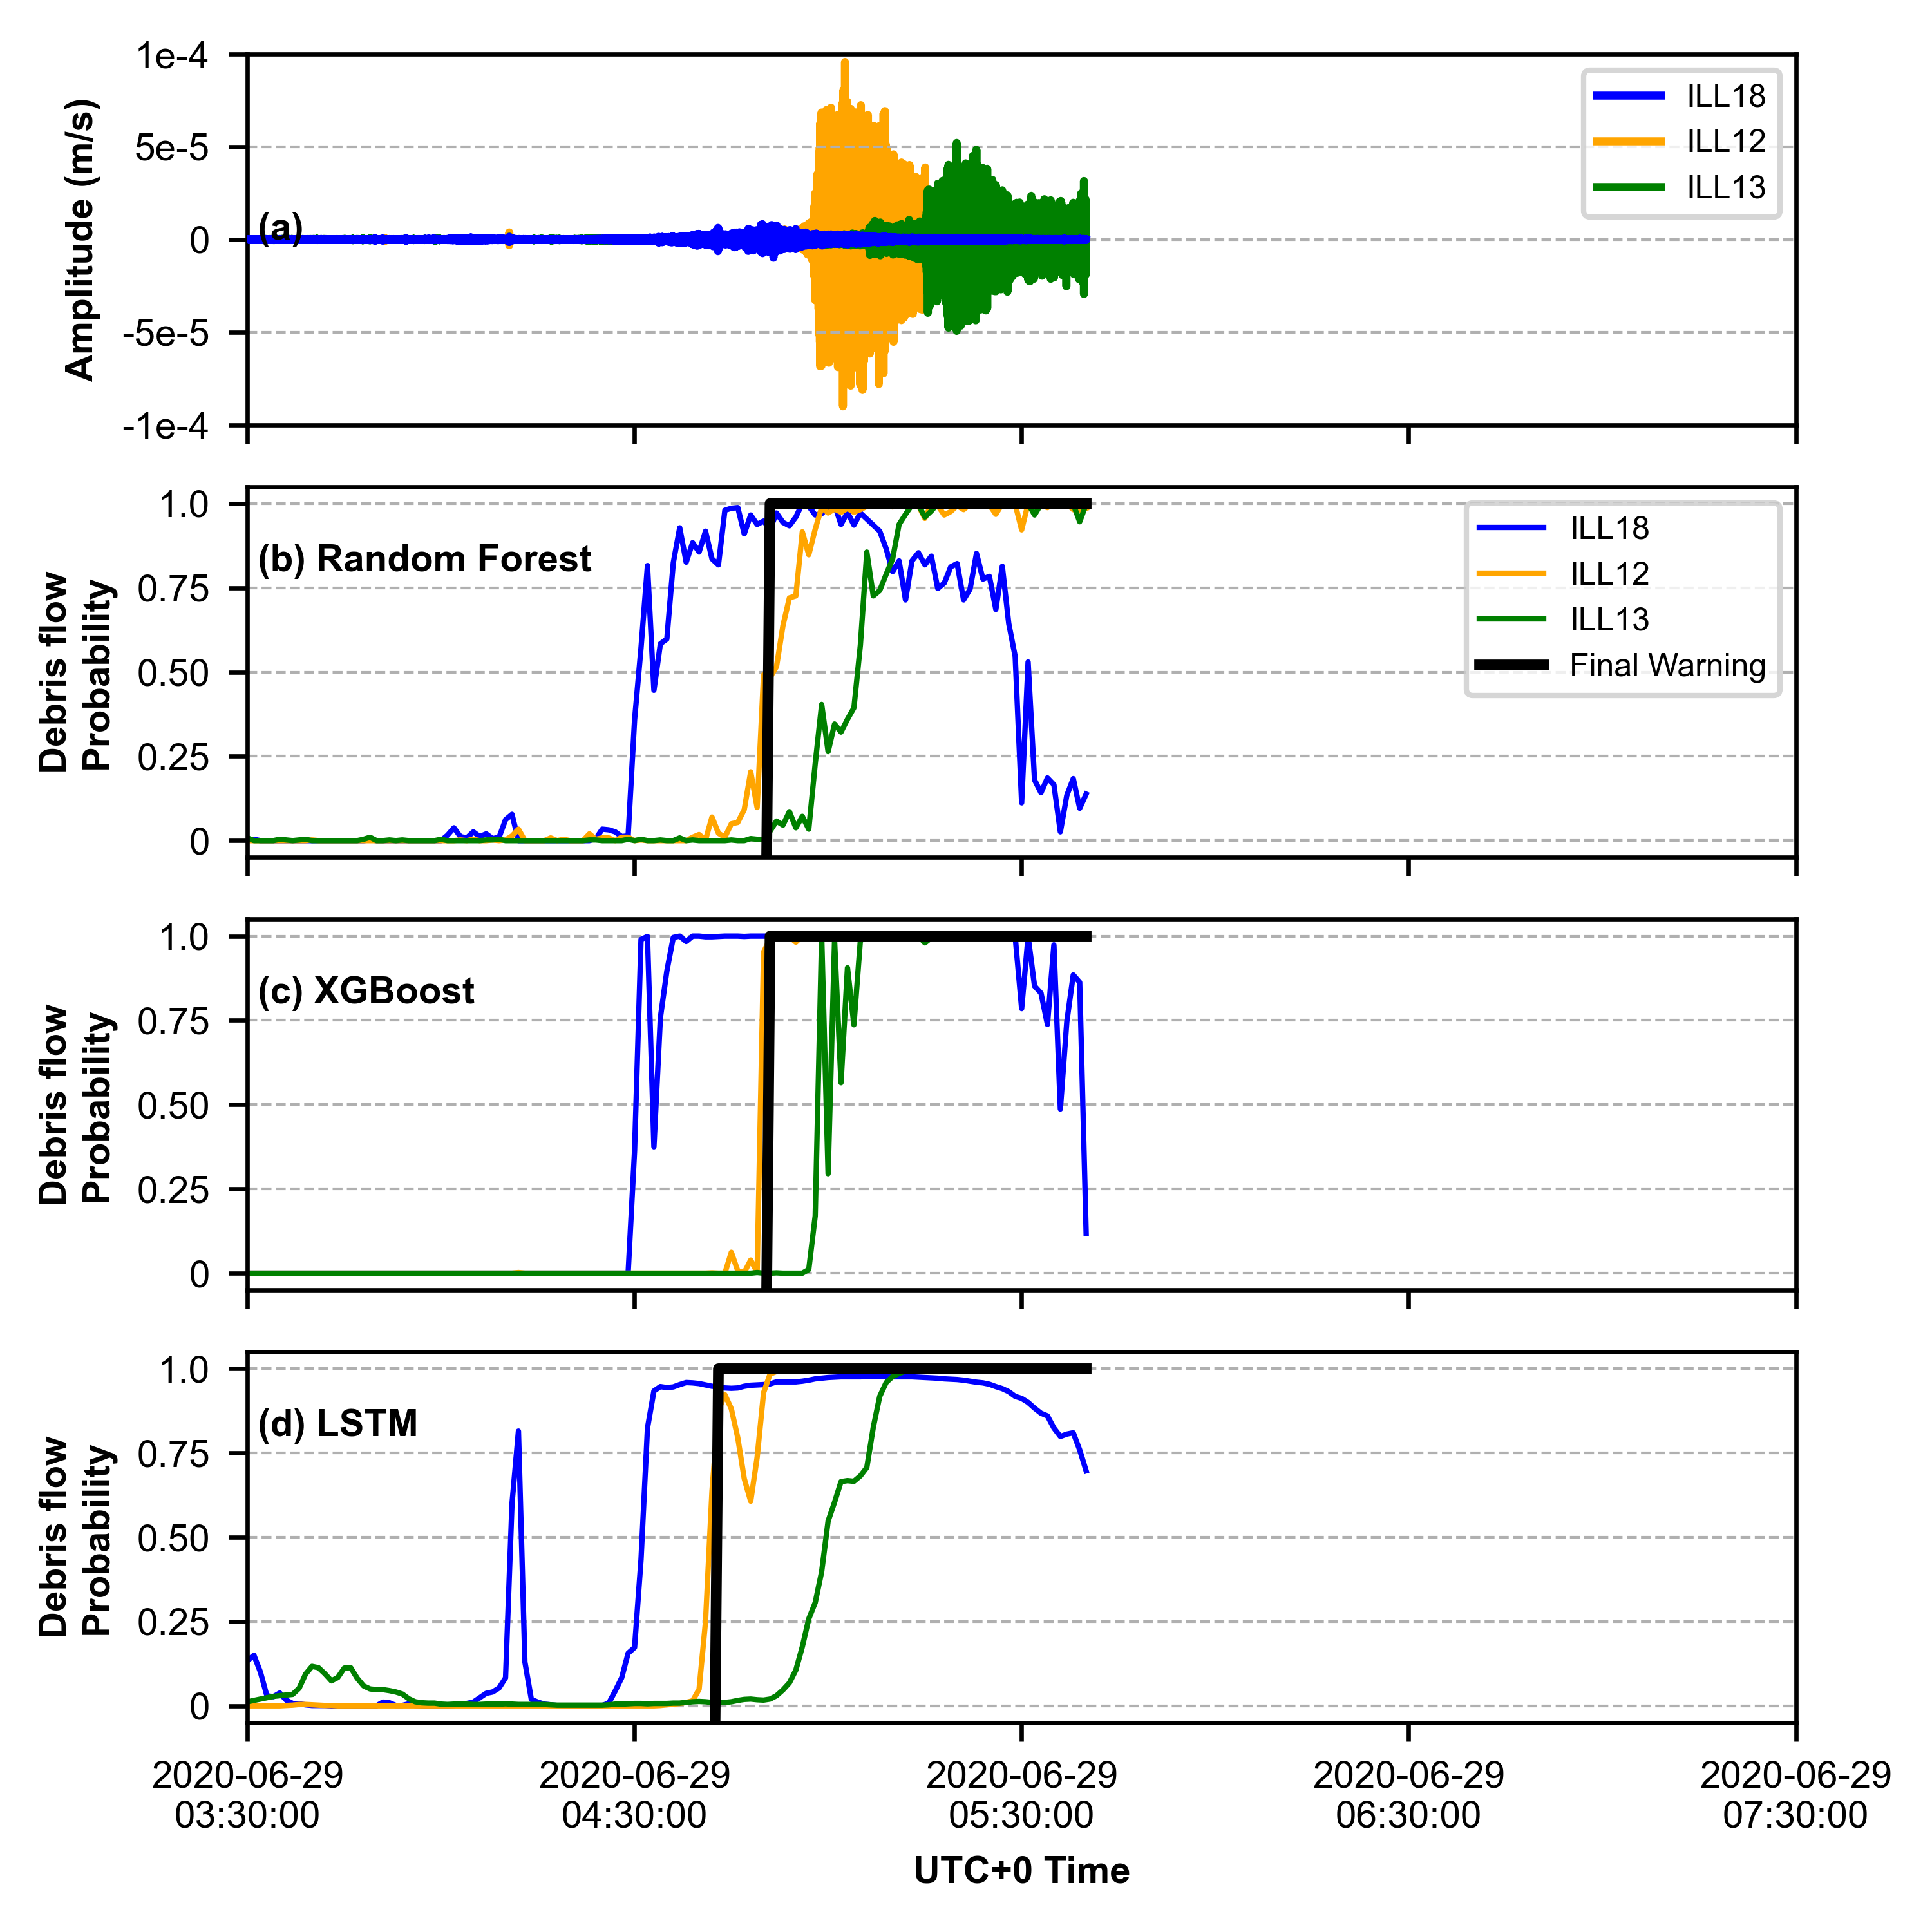 1e-4
5e-5
0
-5e-5
-1e-4
Amplitude (m/s)
(a)
ILL18
ILL12
ILL13
1.0
0.75
0.50
0.25
0
Debris flow
Probability
(b) Random Forest
ILL18
ILL12
ILL13
Final Warning
1.0
0.75
0.50
0.25
0
Debris flow
Probability
(c) XGBoost
1.0
0.75
0.50
0.25
0
Debris flow
Probability
(d) LSTM
2020-06-29
03:30:00
2020-06-29
04:30:00
2020-06-29
05:30:00
2020-06-29
06:30:00
2020-06-29
07:30:00
UTC+0 Time